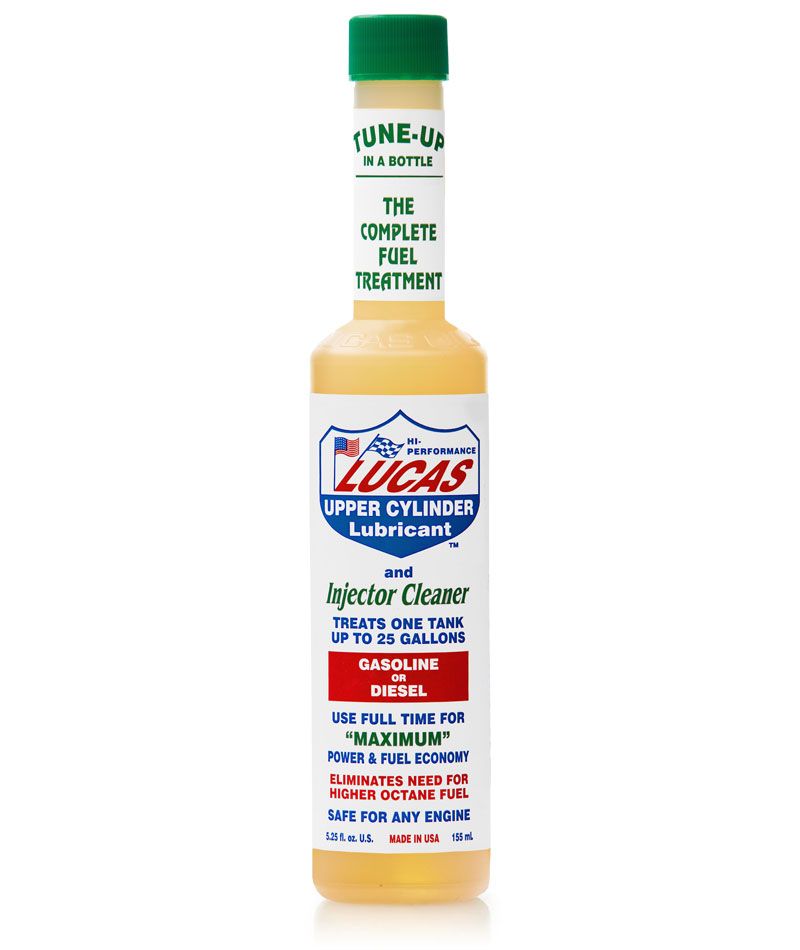 TUNE-UP
IN A BOTTLE
THE
COMPLETE
FUEL
TREATMENT
HI-
PERFORMANCE
LUCAS
UPPER CYLINDER
Lubricant
TM
and
Injector Cleaner
TREATS ONE TANK
UP TO 25 GALLONS
GASOLINE
OR
DIESEL
USE FULL TIME FOR
“MAXIMUM”
POWER & FUEL ECONOMY
ELIMINATES NEED FOR
HIGHER OCTANE FUEL
SAFE FOR ANY ENGINE
5.25 fl. oz. U.S. MADE IN USA 155 mL